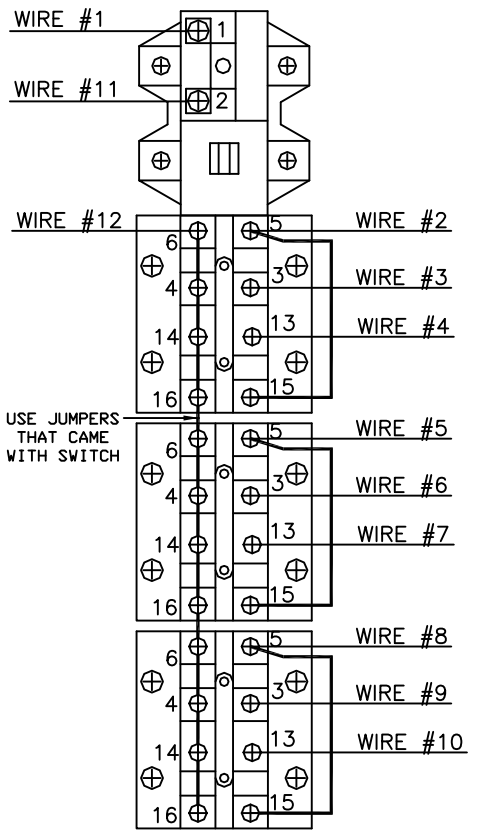 WIRE #1
1
WIRE #11
2
WIRE #12
5
WIRE #2
6
3
WIRE #3
4
13
WIRE #4
14
15
16
USE JUMPERS
THAT CAME
WITH SWITCH
5
WIRE #5
6
3
WIRE #6
4
13
WIRE #7
14
15
16
5
WIRE #8
6
3
WIRE #9
4
13
WIRE #10
14
15
16